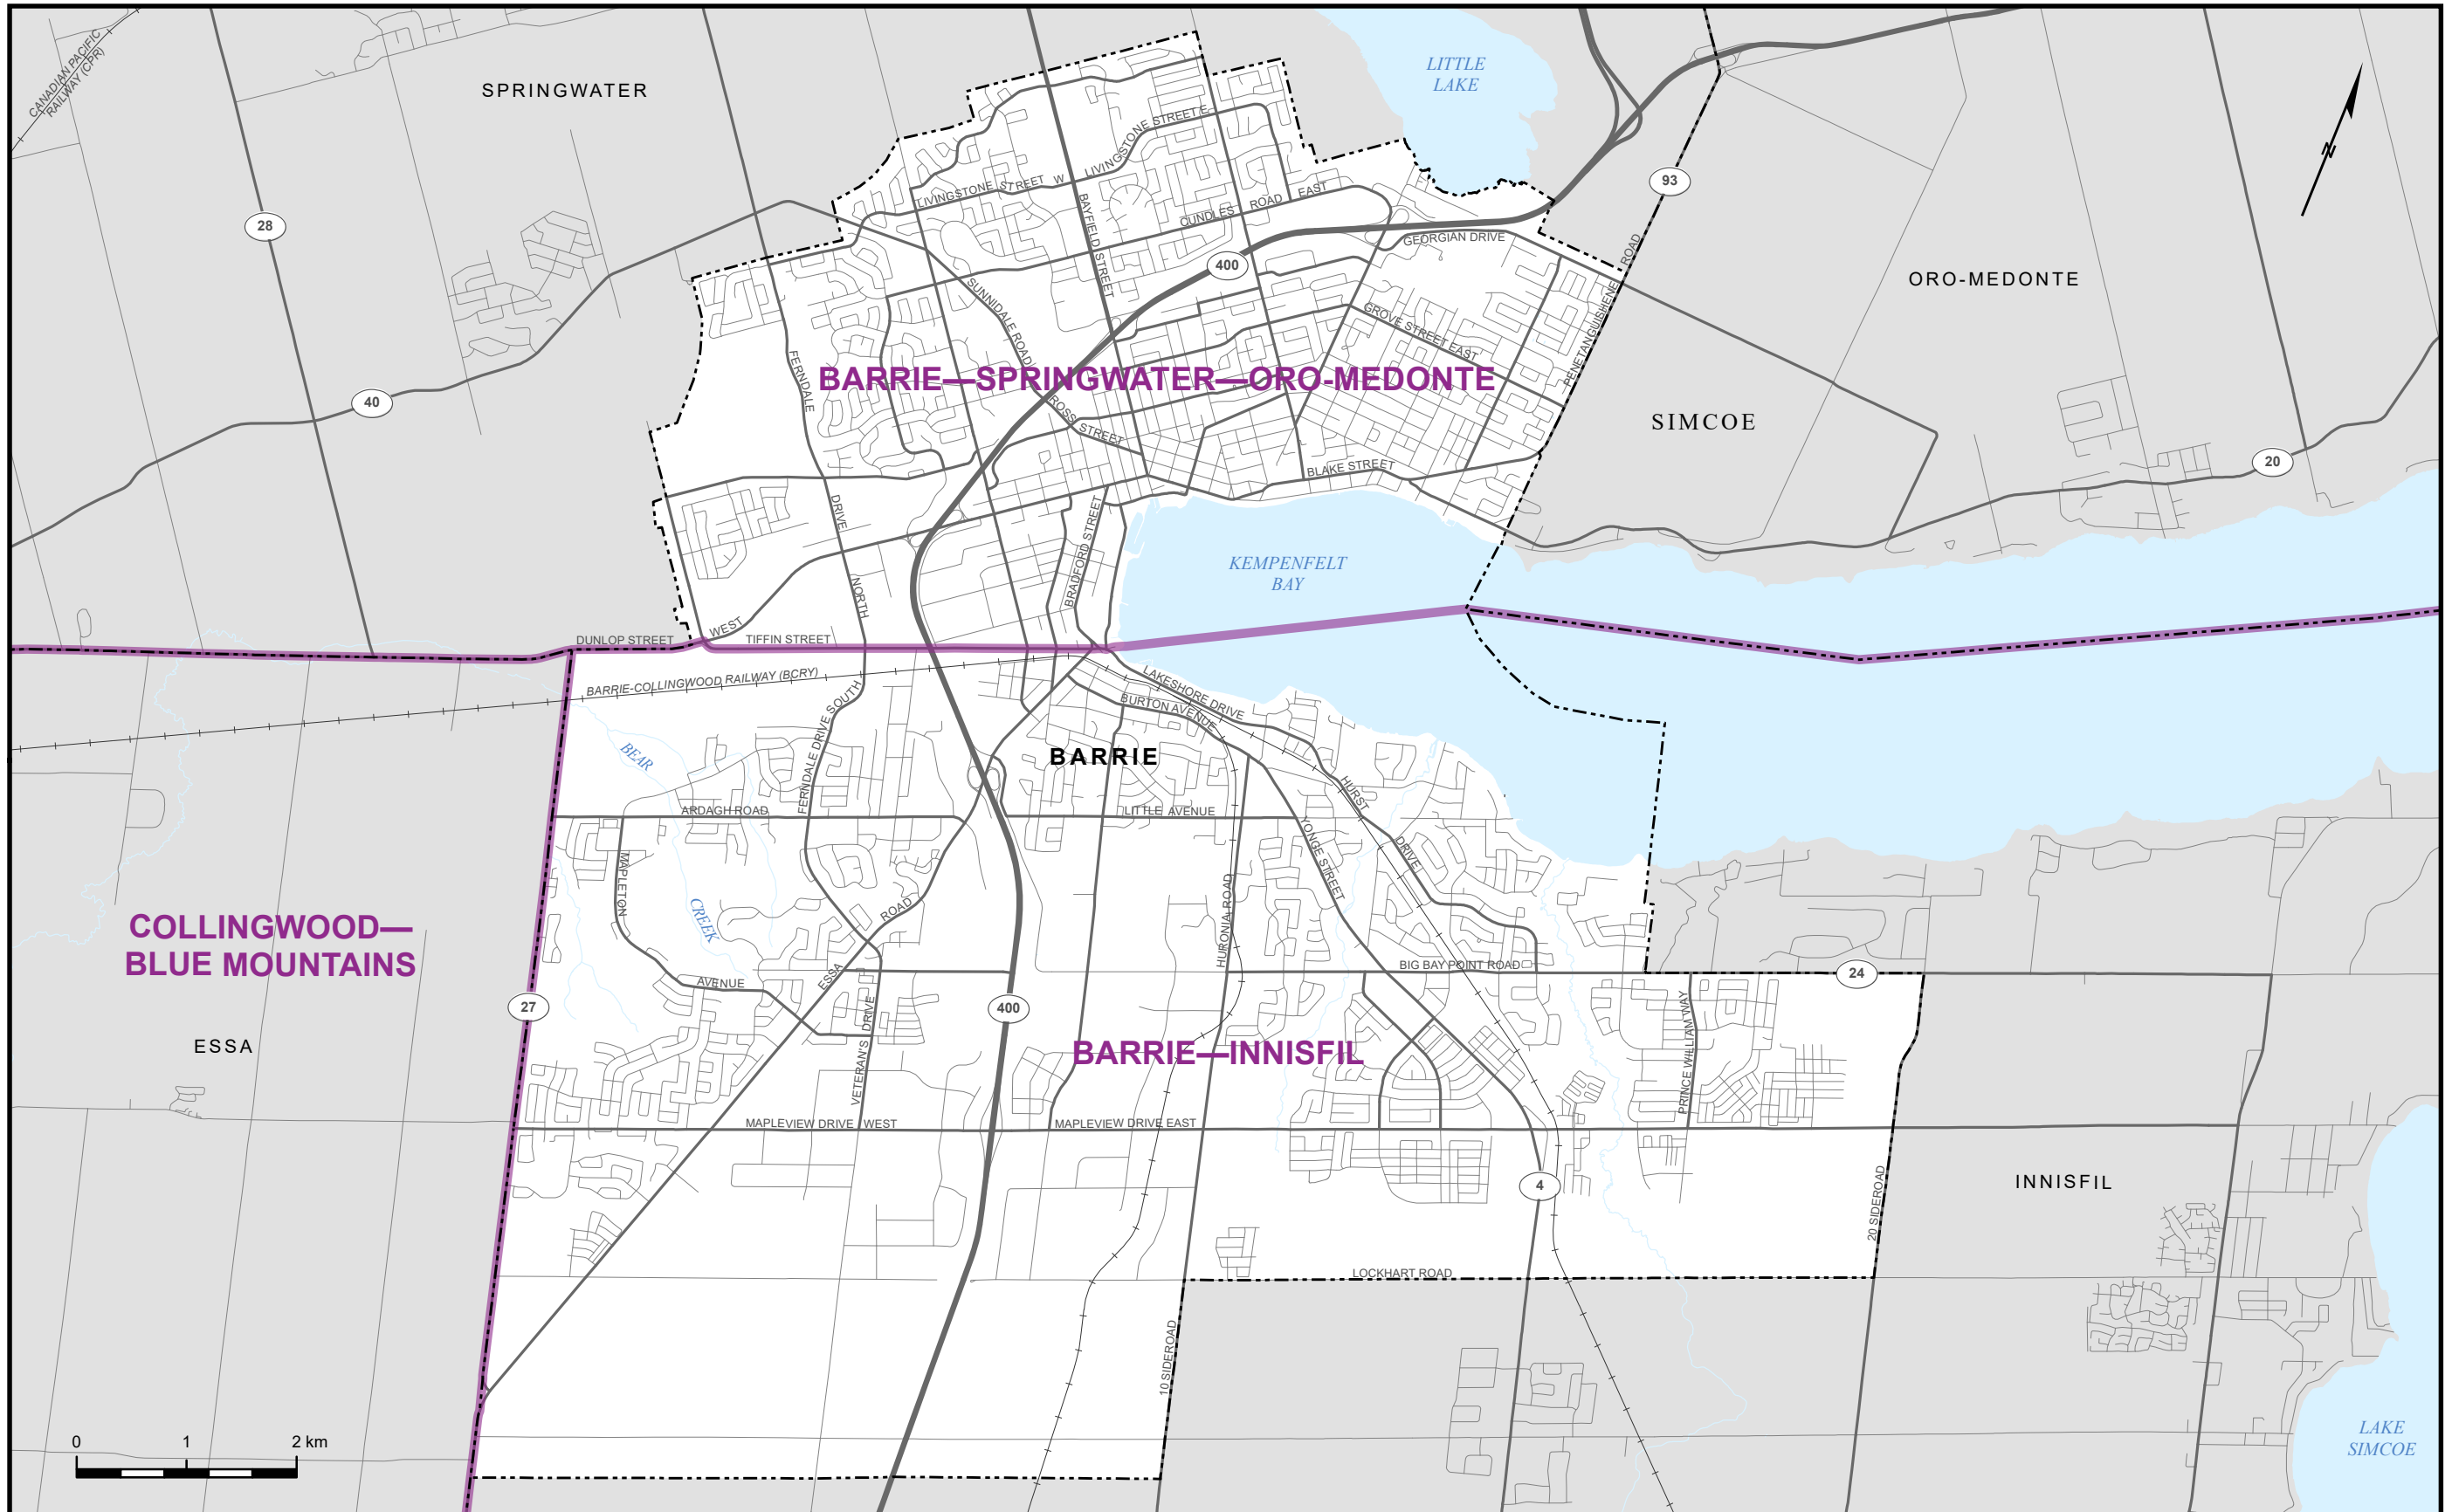 CANADIAN PACIFIC
RAILWAY (CPR)
SPRINGWATER
LITTLE
LAKE
N
28
93
LIVINGSTONE STREET W
LIVINGSTONE STREET E
BAYFIELD STREET
CUNDLES ROAD EAST
GEORGIAN DRIVE
400
PENETANGUISHENE ROAD
ORO-MEDONTE
SUNNIDALE ROAD
GROVE STREET EAST
FERNDALE DRIVE NORTH
BARRIE—SPRINGWATER—ORO-MEDONTE
40
ROSS STREET
SIMCOE
BLAKE STREET
20
BRADFORD STREET
KEMPENFELT
BAY
DUNLOP STREET WEST
TIFFIN STREET
BARRIE-COLLINGWOOD RAILWAY (BCRY)
LAKESHORE DRIVE
BURTON AVENUE
BEAR CREEK
FERNDALE DRIVE SOUTH
BARRIE
HURST DRIVE
ARDAGH ROAD
LITTLE AVENUE
YONGE STREET
MAPLETON AVENUE
HURONIA ROAD
ESSA ROAD
COLLINGWOOD—
BLUE MOUNTAINS
BIG BAY POINT ROAD
24
27
400
VETERAN'S DRIVE
PRINCE WILLIAM WAY
ESSA
BARRIE—INNISFIL
MAPLEVIEW DRIVE WEST
MAPLEVIEW DRIVE EAST
4
20 SIDEROAD
INNISFIL
LOCKHART ROAD
10 SIDEROAD
0 1 2 km
LAKE
SIMCOE